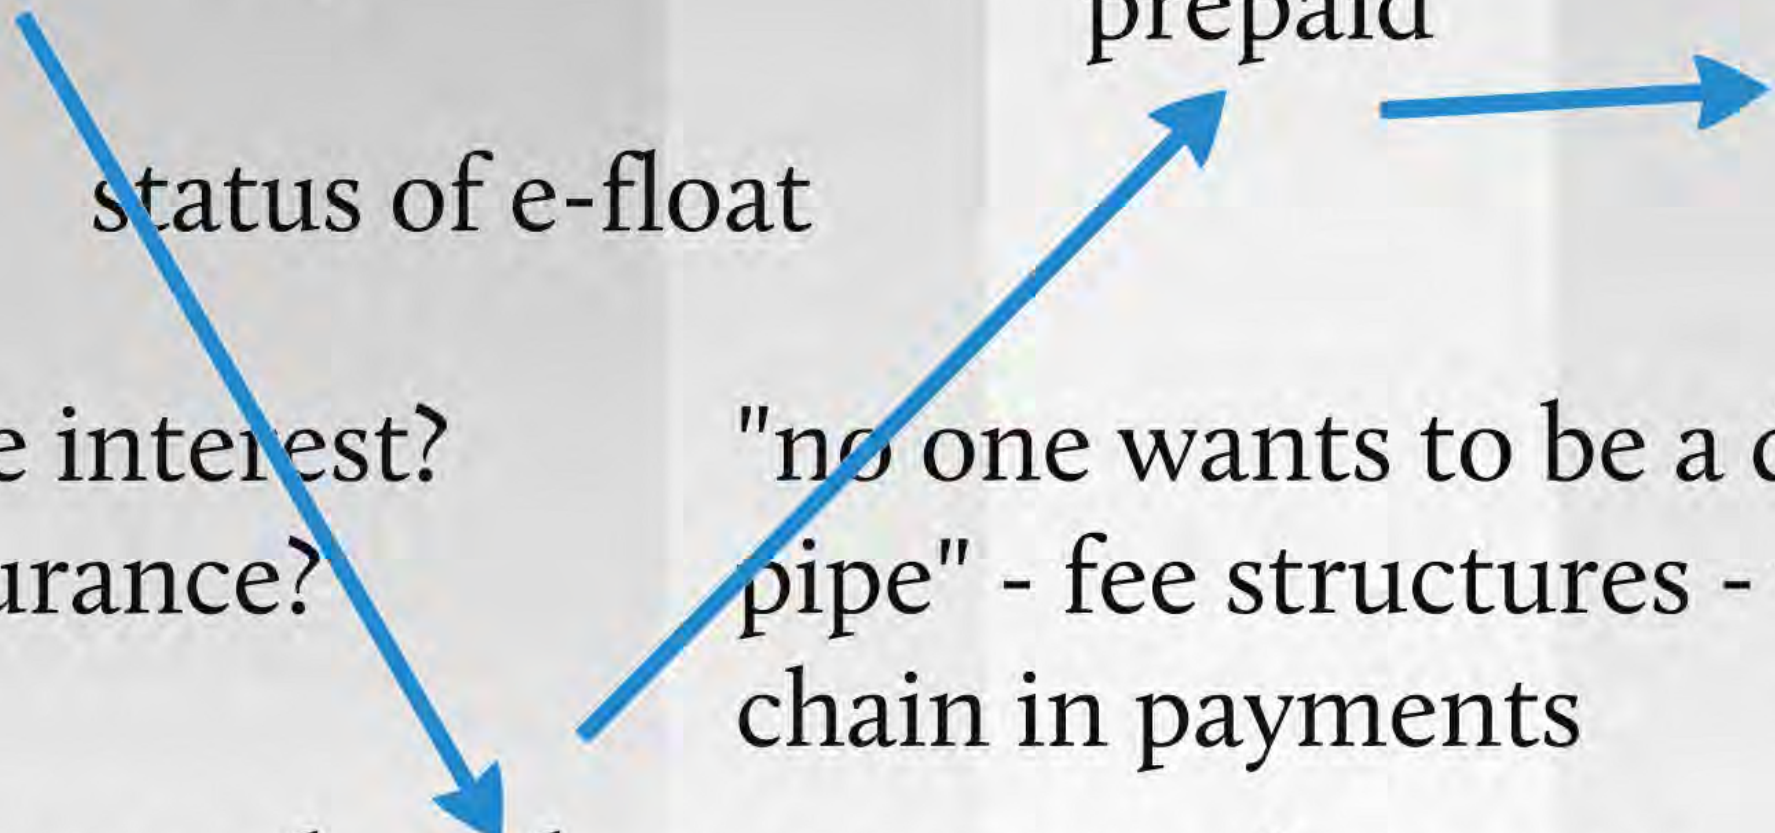 prepaid
status of e-float
interest?
"no one wants to be a
pipe" - fee structures -
chain in payments